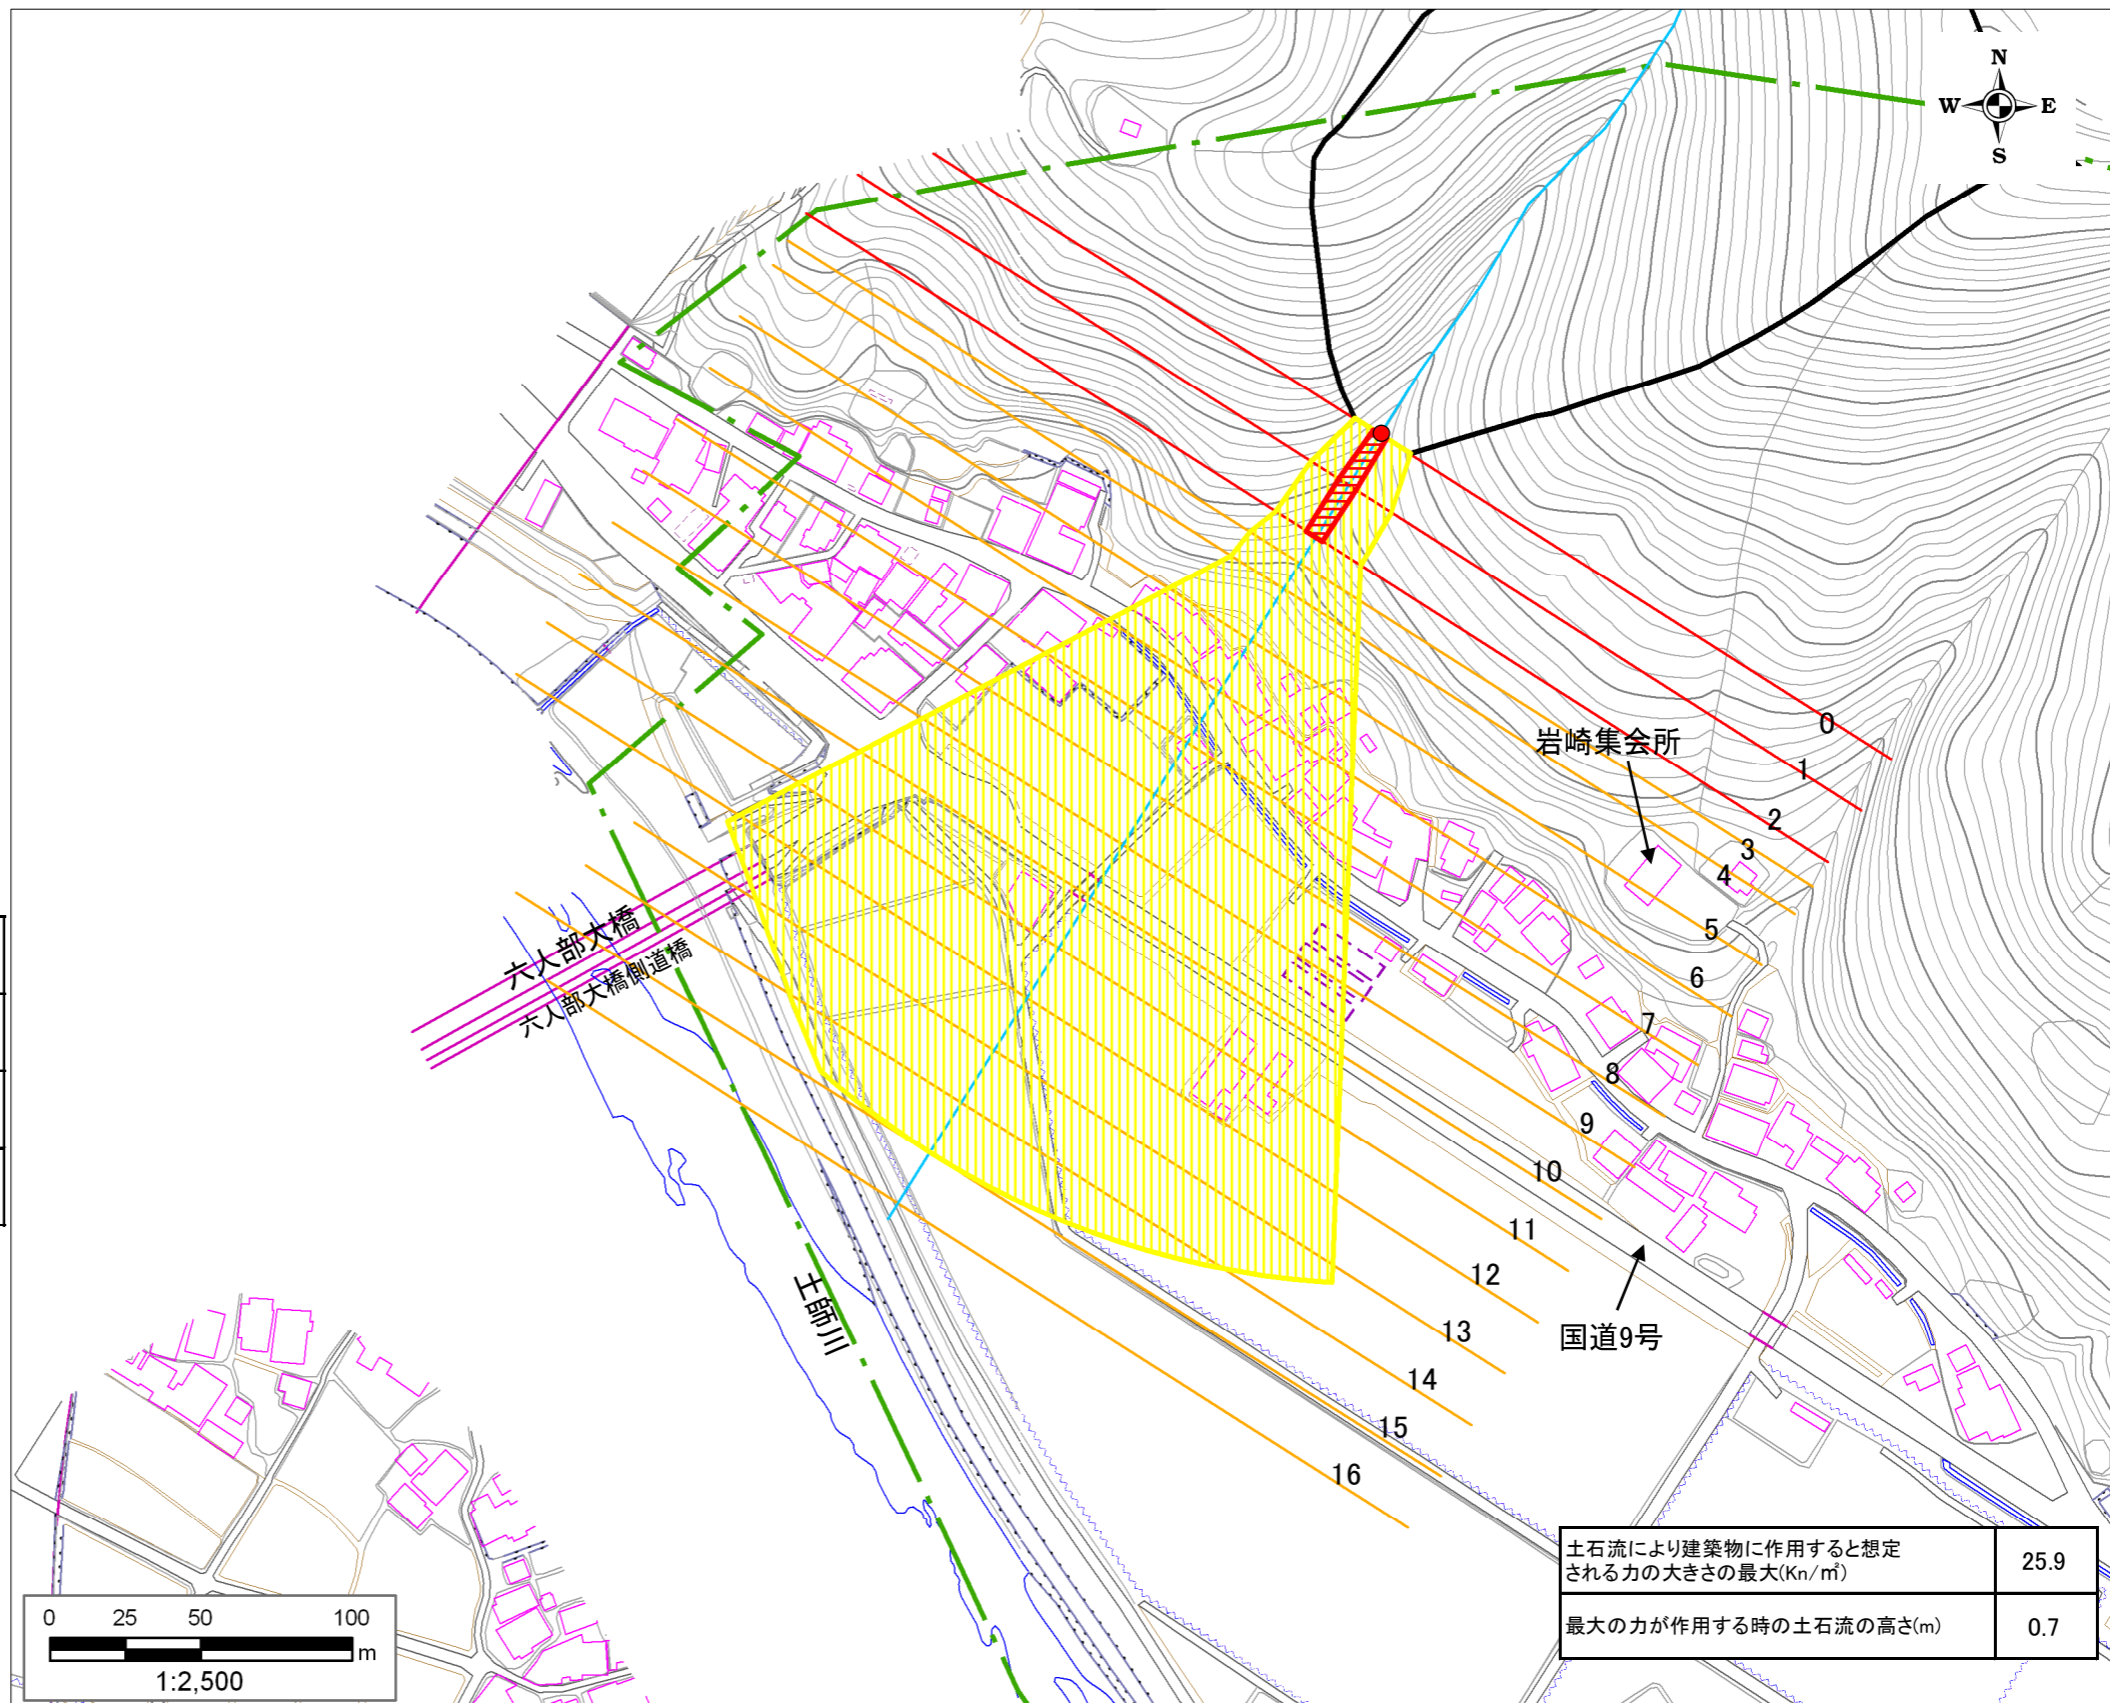 N
W E
S
0
1
2
3
4
5
6
7
8
9
10
11
12
13
14
15
16
岩崎集会所
六人部大橋
六人部大橋側道橋
土師川
国道9号
土石流により建築物に作用すると想定
される力の大きさの最大(Kn/㎡)
25.9
最大の力が作用する時の土石流の高さ(m)
0.7
0 25 50 100
m
1:2,500